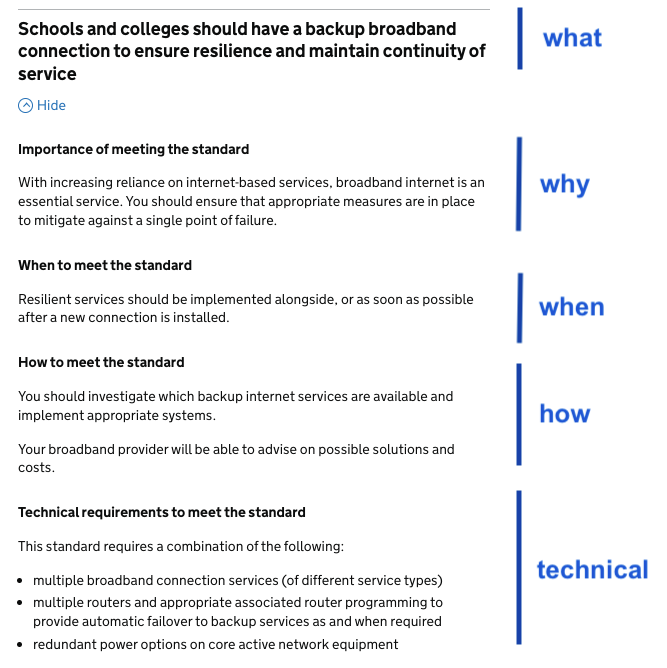 Schools and colleges should have a backup broadband
connection to ensure resilience and maintain continuity of
service
what
Hide
Importance of meeting the standard
With increasing reliance on internet-based services, broadband internet is an
essential service. You should ensure that appropriate measures are in place
to mitigate against a single point of failure.
why
When to meet the standard
Resilient services should be implemented alongside, or as soon as possible
after a new connection is installed.
when
How to meet the standard
You should investigate which backup internet services are available and
implement appropriate systems.
Your broadband provider will be able to advise on possible solutions and
costs.
how
Technical requirements to meet the standard
This standard requires a combination of the following:
• multiple broadband connection services (of different service types)
• multiple routers and appropriate associated router programming to
provide automatic failover to backup services as and when required
• redundant power options on core active network equipment
technical